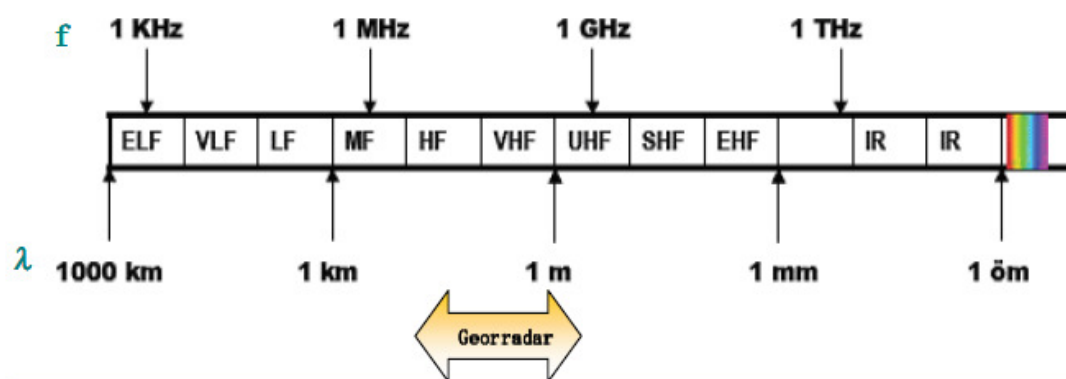 f 1 KHz 1 MHz 1 GHz 1 THz
ELF VLF LF MF HF VHF UHF SHF EHF IR IR
λ 1000 km 1 km 1 m 1 mm 1 öm
Georradar